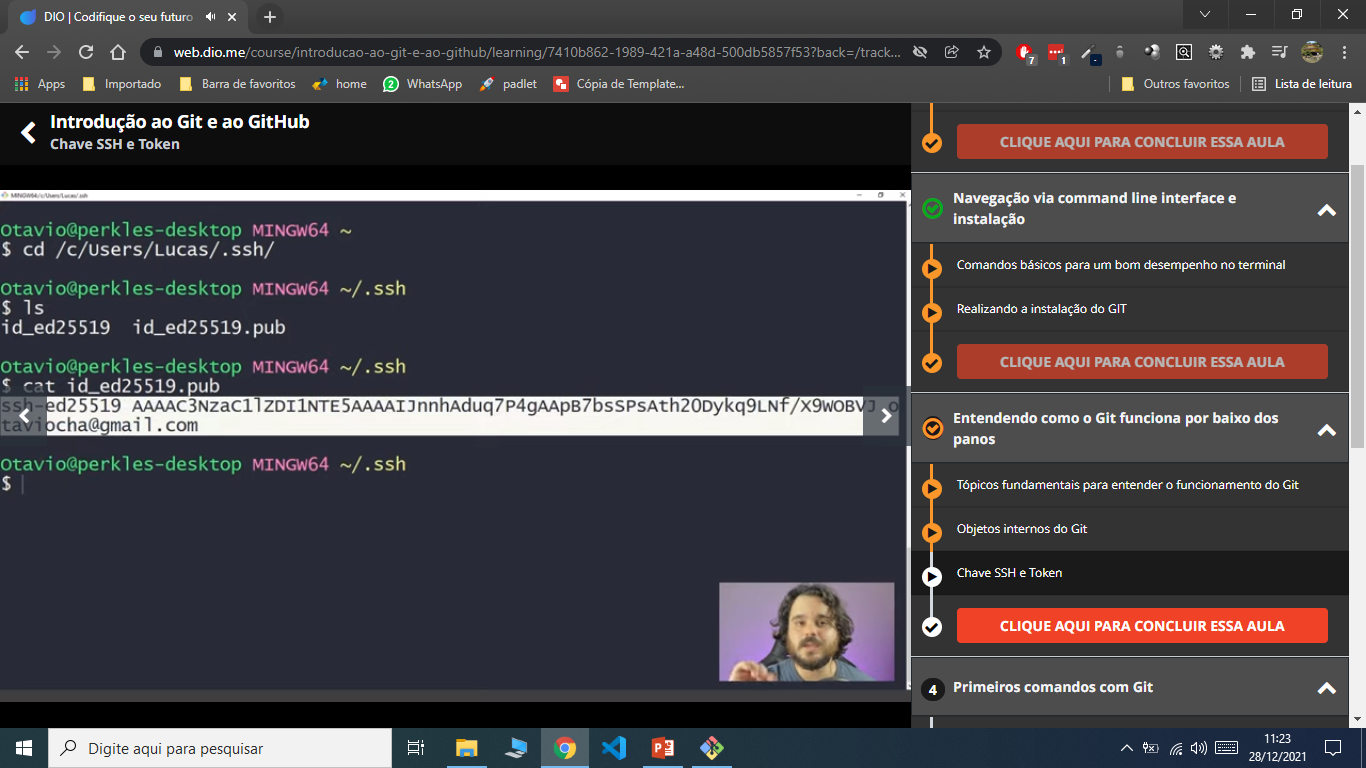 DIO | Codifique o seu futuro
web.dio.me/course/introducao-ao-git-e-ao-github/learning/7410b862-1989-421a-a48d-500db5857f53?back=/track...
7
1
Apps
Importado
Barra de favoritos
home
2
WhatsApp
padlet
Cópia de Template...
Outros favoritos
Lista de leitura
Introdução ao Git e ao GitHub
Chave SSH e Token
MINGW64:/c/Users/Lucas/.ssh
Otavio@perkles-desktop MINGW64 ~
$ cd /c/Users/Lucas/.ssh/
Otavio@perkles-desktop MINGW64 ~/.ssh
$ ls
id_ed25519  id_ed25519.pub
Otavio@perkles-desktop MINGW64 ~/.ssh
$ cat id_ed25519.pub
ssh-ed25519 AAAAC3NzaC1lZDI1NTE5AAAAIJnnhAduq7P4gAApB7bsSPsAth2ODykq9LNf/X9WOBVJ o
taviocha@gmail.com
Otavio@perkles-desktop MINGW64 ~/.ssh
$
CLIQUE AQUI PARA CONCLUIR ESSA AULA
Navegação via command line interface e
instalação
Comandos básicos para um bom desempenho no terminal
Realizando a instalação do GIT
CLIQUE AQUI PARA CONCLUIR ESSA AULA
Entendendo como o Git funciona por baixo dos
panos
Tópicos fundamentais para entender o funcionamento do Git
Objetos internos do Git
Chave SSH e Token
CLIQUE AQUI PARA CONCLUIR ESSA AULA
4
Primeiros comandos com Git
Digite aqui para pesquisar
11:23
28/12/2021